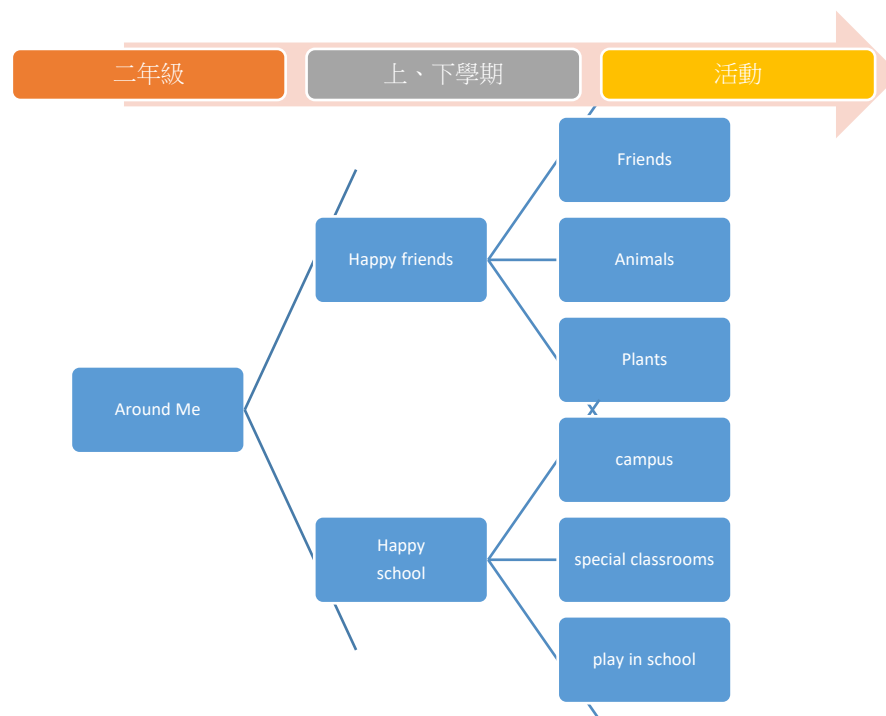 二年級
上、下學期
活動
Around Me
Happy friends
Friends
Animals
Plants
x
Happy
school
campus
special classrooms
play in school